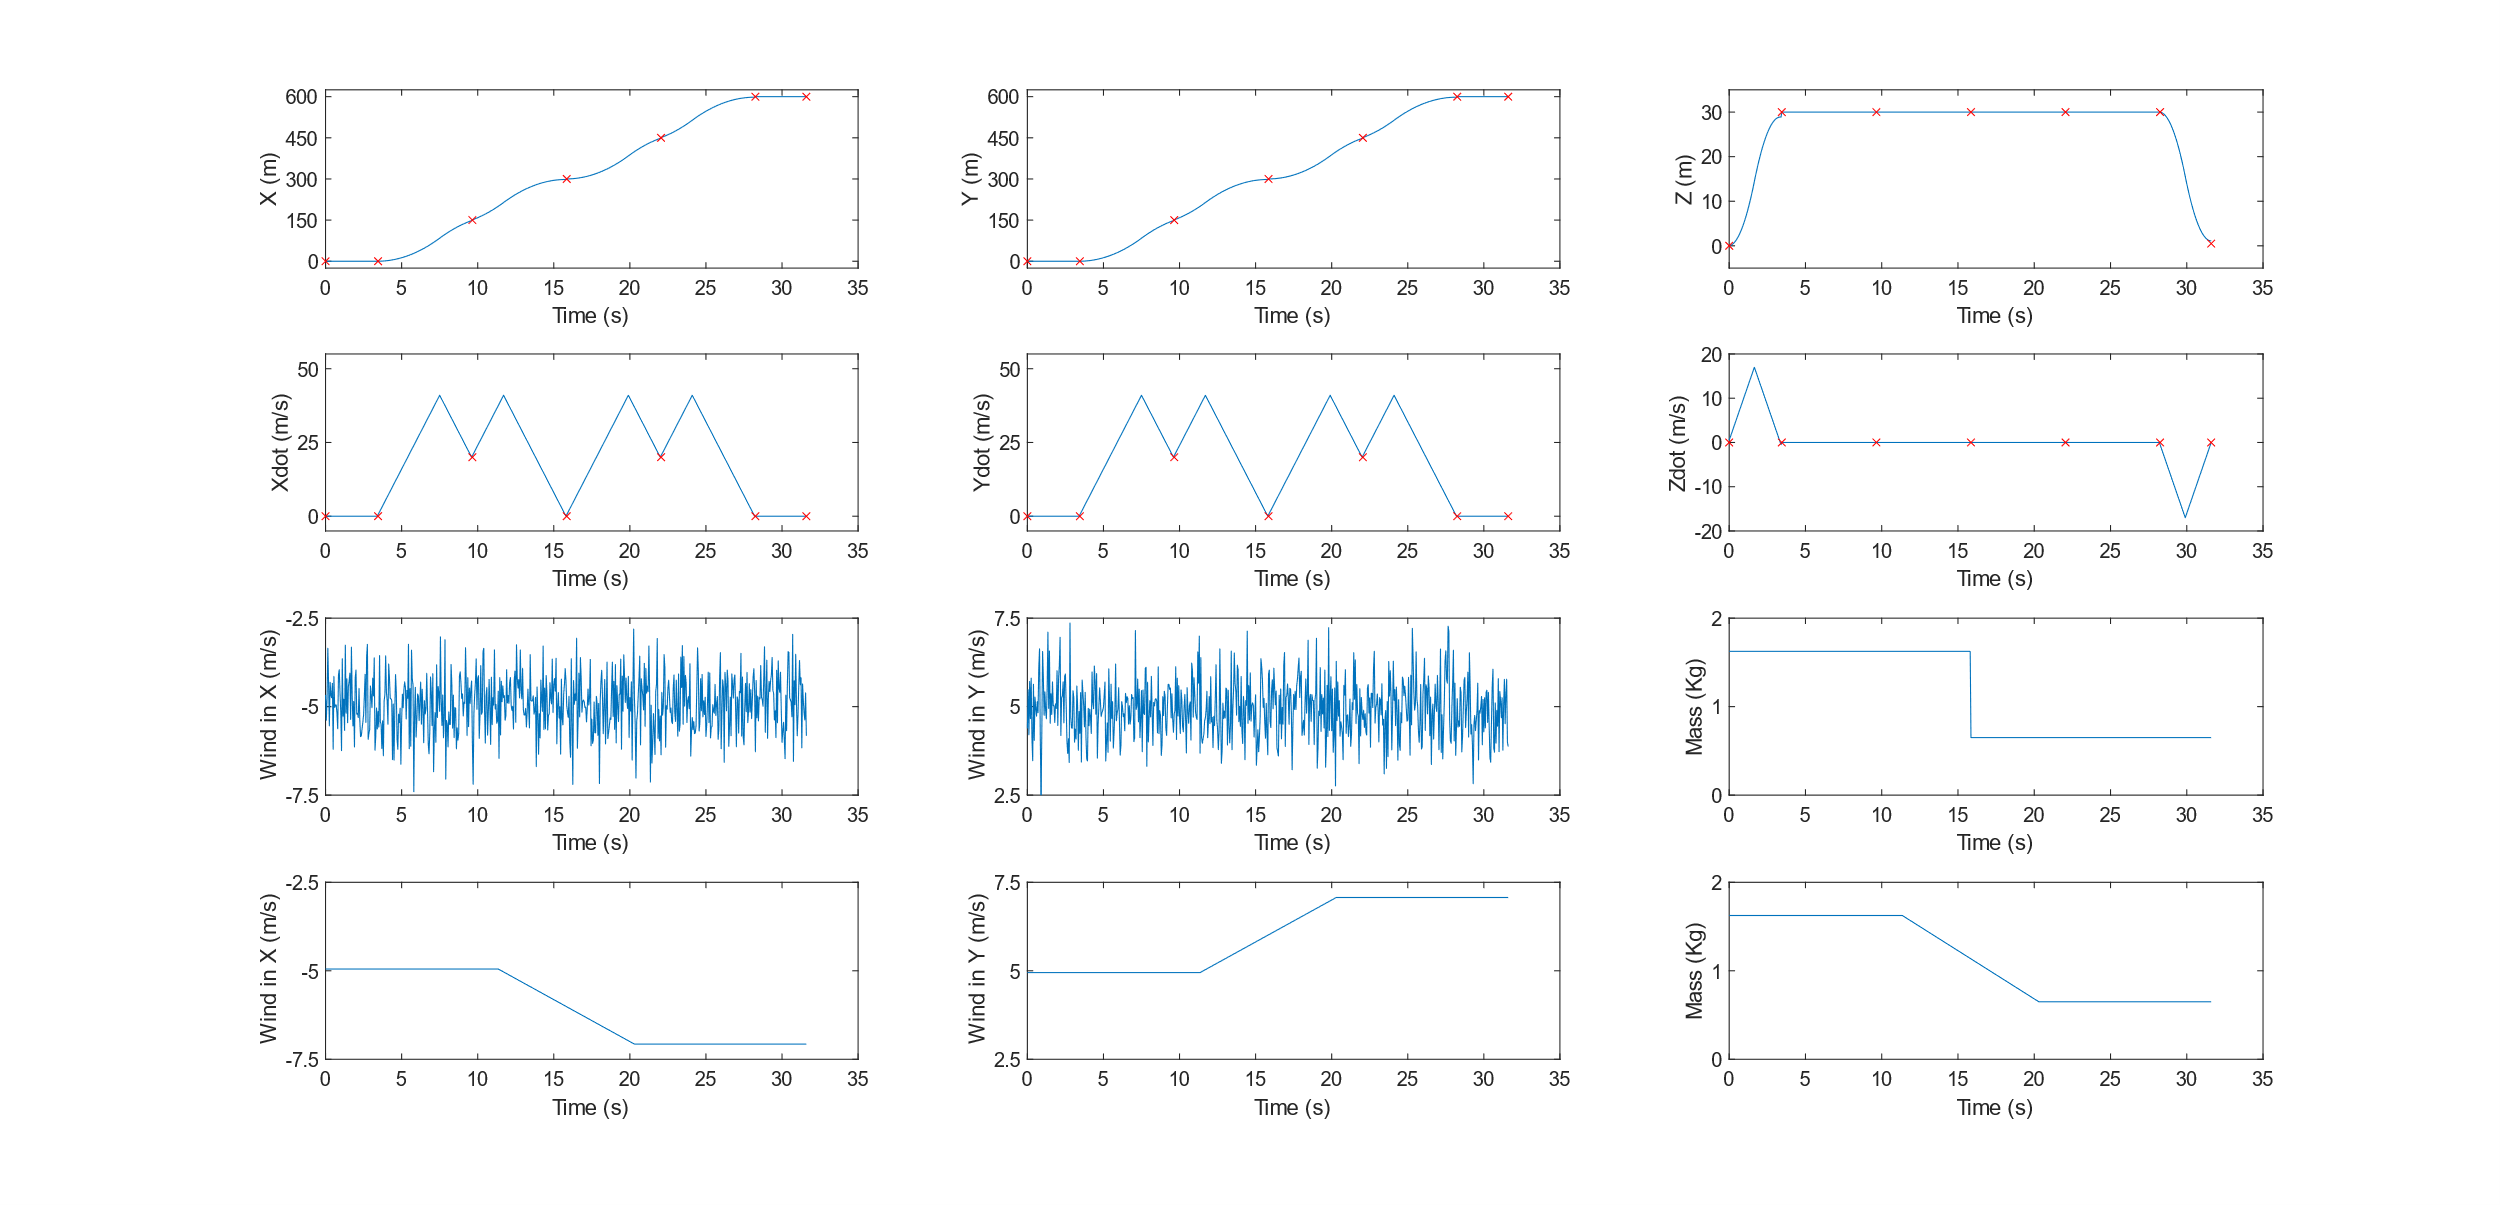 600
450
300
150
0
X (m)
0 5 10 15 20 25 30 35
Time (s)
600
450
300
150
0
Y (m)
0 5 10 15 20 25 30 35
Time (s)
30
20
10
0
Z (m)
0 5 10 15 20 25 30 35
Time (s)
50
25
0
Xdot (m/s)
0 5 10 15 20 25 30 35
Time (s)
50
25
0
Ydot (m/s)
0 5 10 15 20 25 30 35
Time (s)
20
10
0
-10
-20
Zdot (m/s)
0 5 10 15 20 25 30 35
Time (s)
-2.5
-5
-7.5
Wind in X (m/s)
0 5 10 15 20 25 30 35
Time (s)
7.5
5
2.5
Wind in Y (m/s)
0 5 10 15 20 25 30 35
Time (s)
2
1
0
Mass (Kg)
0 5 10 15 20 25 30 35
Time (s)
-2.5
-5
-7.5
Wind in X (m/s)
0 5 10 15 20 25 30 35
Time (s)
7.5
5
2.5
Wind in Y (m/s)
0 5 10 15 20 25 30 35
Time (s)
2
1
0
Mass (Kg)
0 5 10 15 20 25 30 35
Time (s)